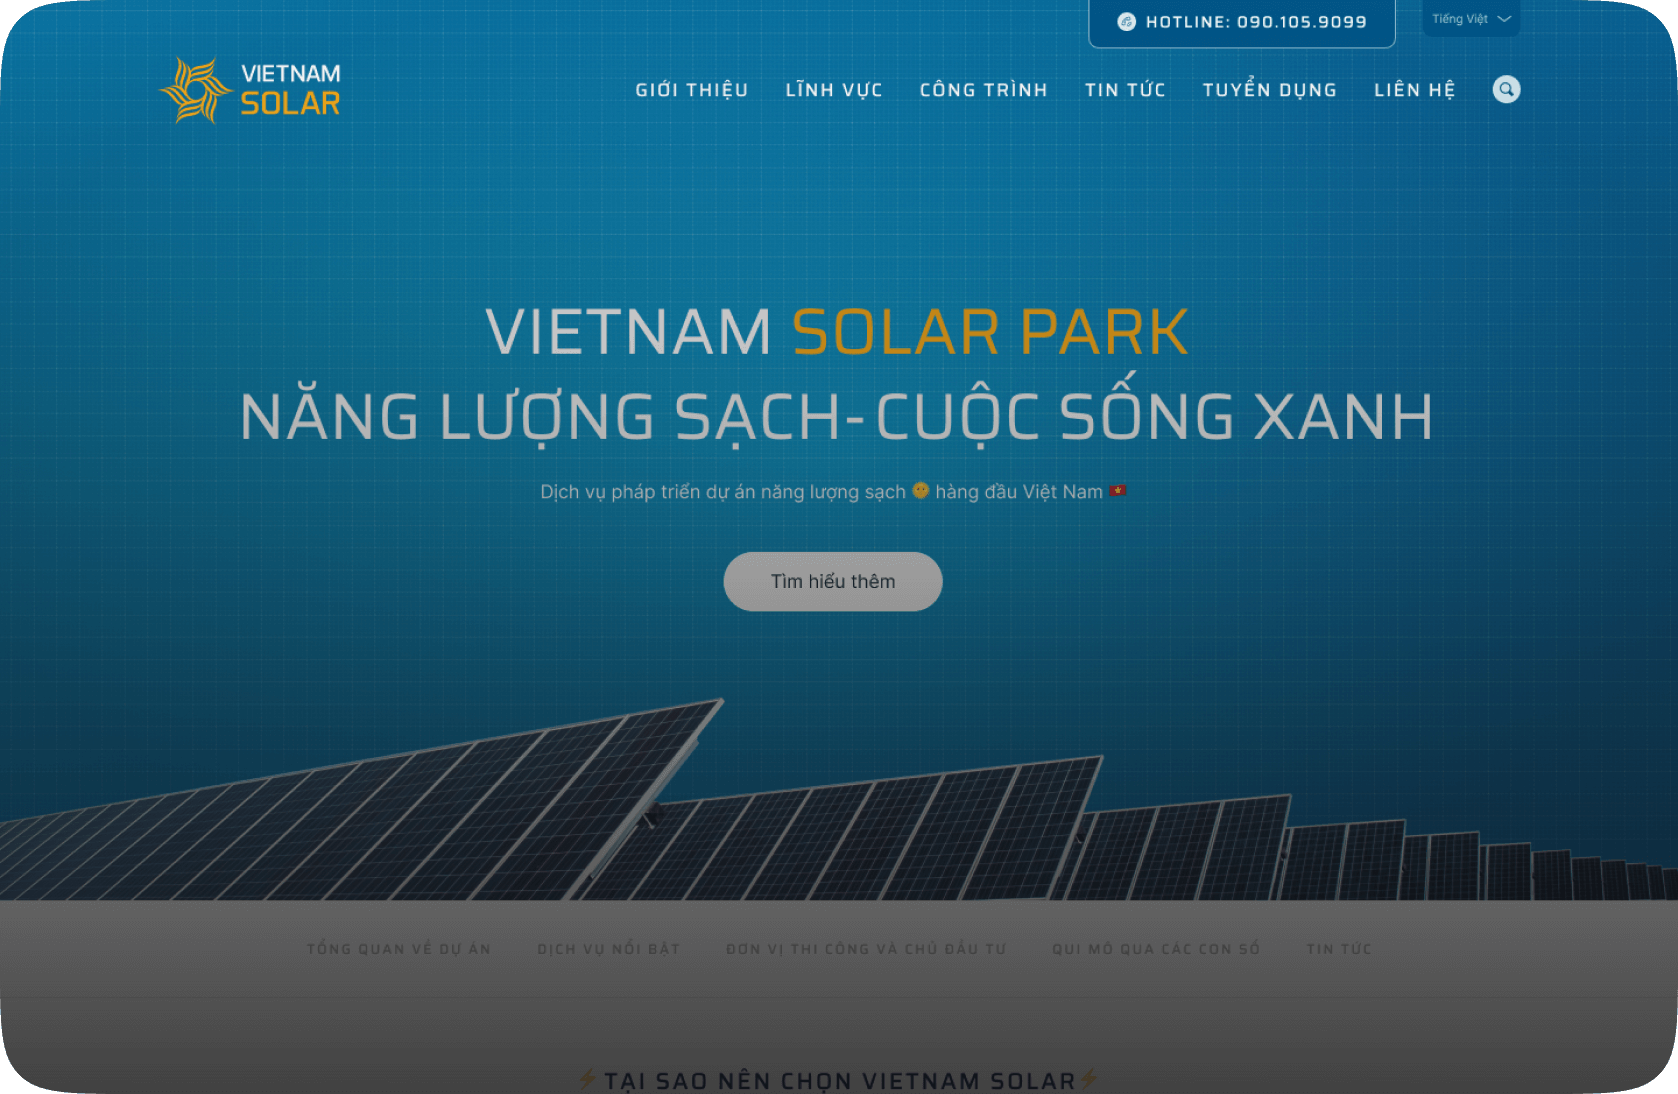 HOTLINE: 090.105.9099
Tiếng Việt
VIETNAM
SOLAR
GIỚI THIỆU LĨNH VỰC CÔNG TRÌNH TIN TỨC TUYỂN DỤNG LIÊN HỆ
VIETNAM SOLAR PARK
NĂNG LƯỢNG SẠCH-CUỘC SỐNG XANH
Dịch vụ pháp triển dự án năng lượng sạch 🌞 hàng đầu Việt Nam 🇻🇳
Tìm hiếu thêm
TỔNG QUAN VỀ DỰ ÁN DỊCH VỤ NỔI BẬT ĐƠN VỊ THI CÔNG VÀ CHỦ ĐẦU TƯ QUI MÔ QUA CÁC CON SỐ TIN TỨC
⚡TẠI SAO NÊN CHỌN VIETNAM SOLAR⚡